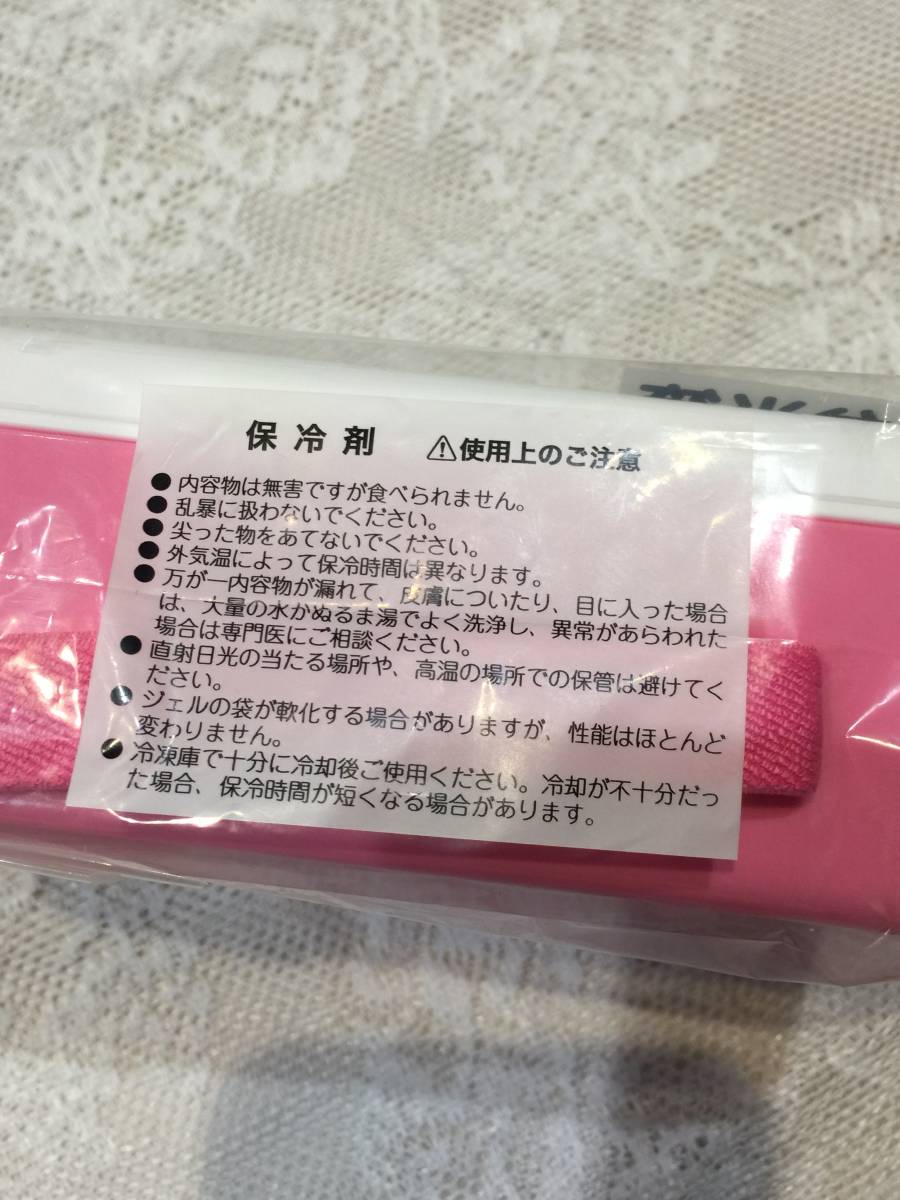 保冷剤 ⚠使用上のご注意
●内容物は無害ですが食べられません。
●乱暴に扱わないでください。
●尖った物をあてないでください。
●外気温によって保冷時間は異なります。
●万が一内容物が漏れて、皮膚についたり、目に入った場合
は、大量の水かぬるま湯でよく洗浄し、異常があらわれた
場合は専門医にご相談ください。
●直射日光の当たる場所や、高温の場所での保管は避けてく
ださい。
●ジェルの袋が軟化する場合がありますが、性能はほとんど
変わりません。
●冷凍庫で十分に冷却後ご使用ください。冷却が不十分だっ
た場合、保冷時間が短くなる場合があります。